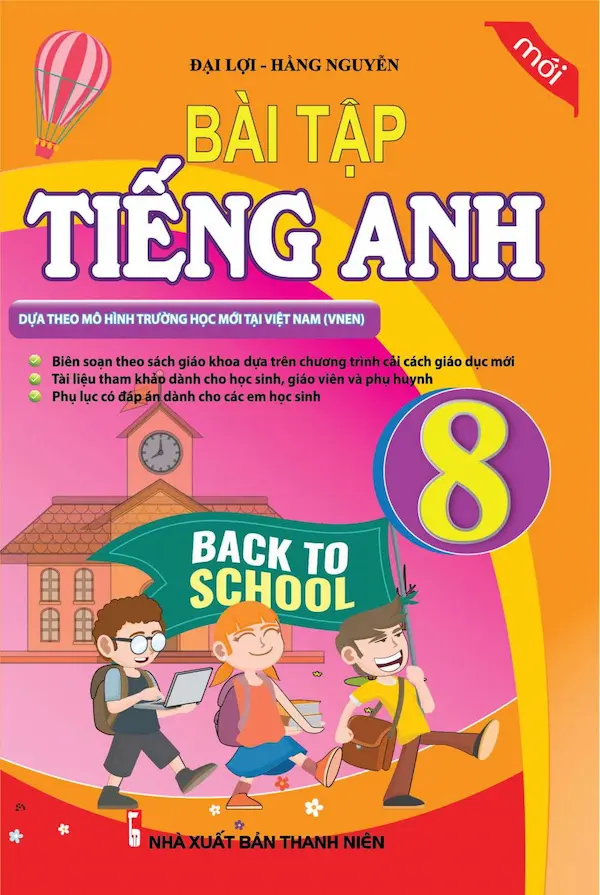 mới
ĐẠI LỢI - HẰNG NGUYỄN
BÀI TẬP
TIẾNG ANH
DỰA THEO MÔ HÌNH TRƯỜNG HỌC MỚI TẠI VIỆT NAM (VNEN)
Biên soạn theo sách giáo khoa dựa trên chương trình cải cách giáo dục mới
Tài liệu tham khảo dành cho học sinh, giáo viên và phụ huynh
Phụ lục có đáp án dành cho các em học sinh
8
BACK TO
SCHOOL
NHÀ XUẤT BẢN THANH NIÊN